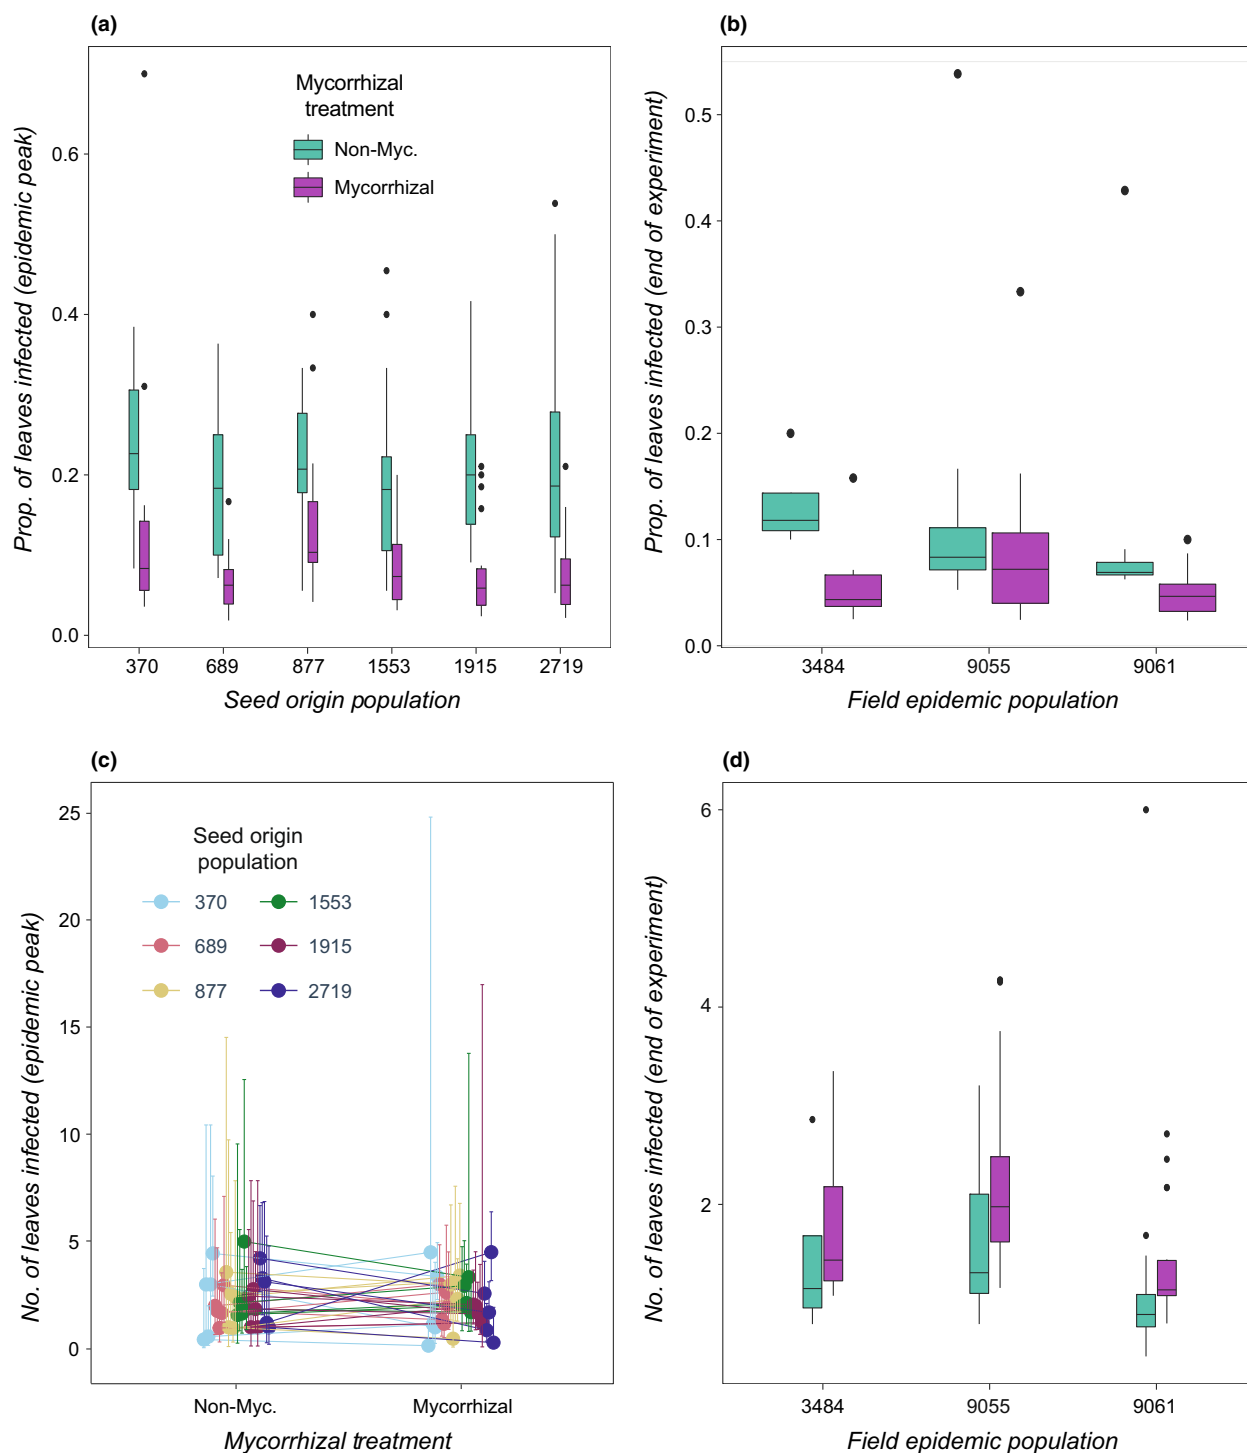 (a)
Prop. of leaves infected (epidemic peak)
0.6
0.4
0.2
0.0
Mycorrhizal
treatment
Non-Myc.
Mycorrhizal
370 689 877 1553 1915 2719
Seed origin population
(b)
Prop. of leaves infected (end of experiment)
0.5
0.4
0.3
0.2
0.1
0.0
3484 9055 9061
Field epidemic population
(c)
No. of leaves infected (epidemic peak)
25
20
15
10
5
0
Seed origin
population
370 1553
689 1915
877 2719
Non-Myc. Mycorrhizal
Mycorrhizal treatment
(d)
No. of leaves infected (end of experiment)
6
4
2
3484 9055 9061
Field epidemic population